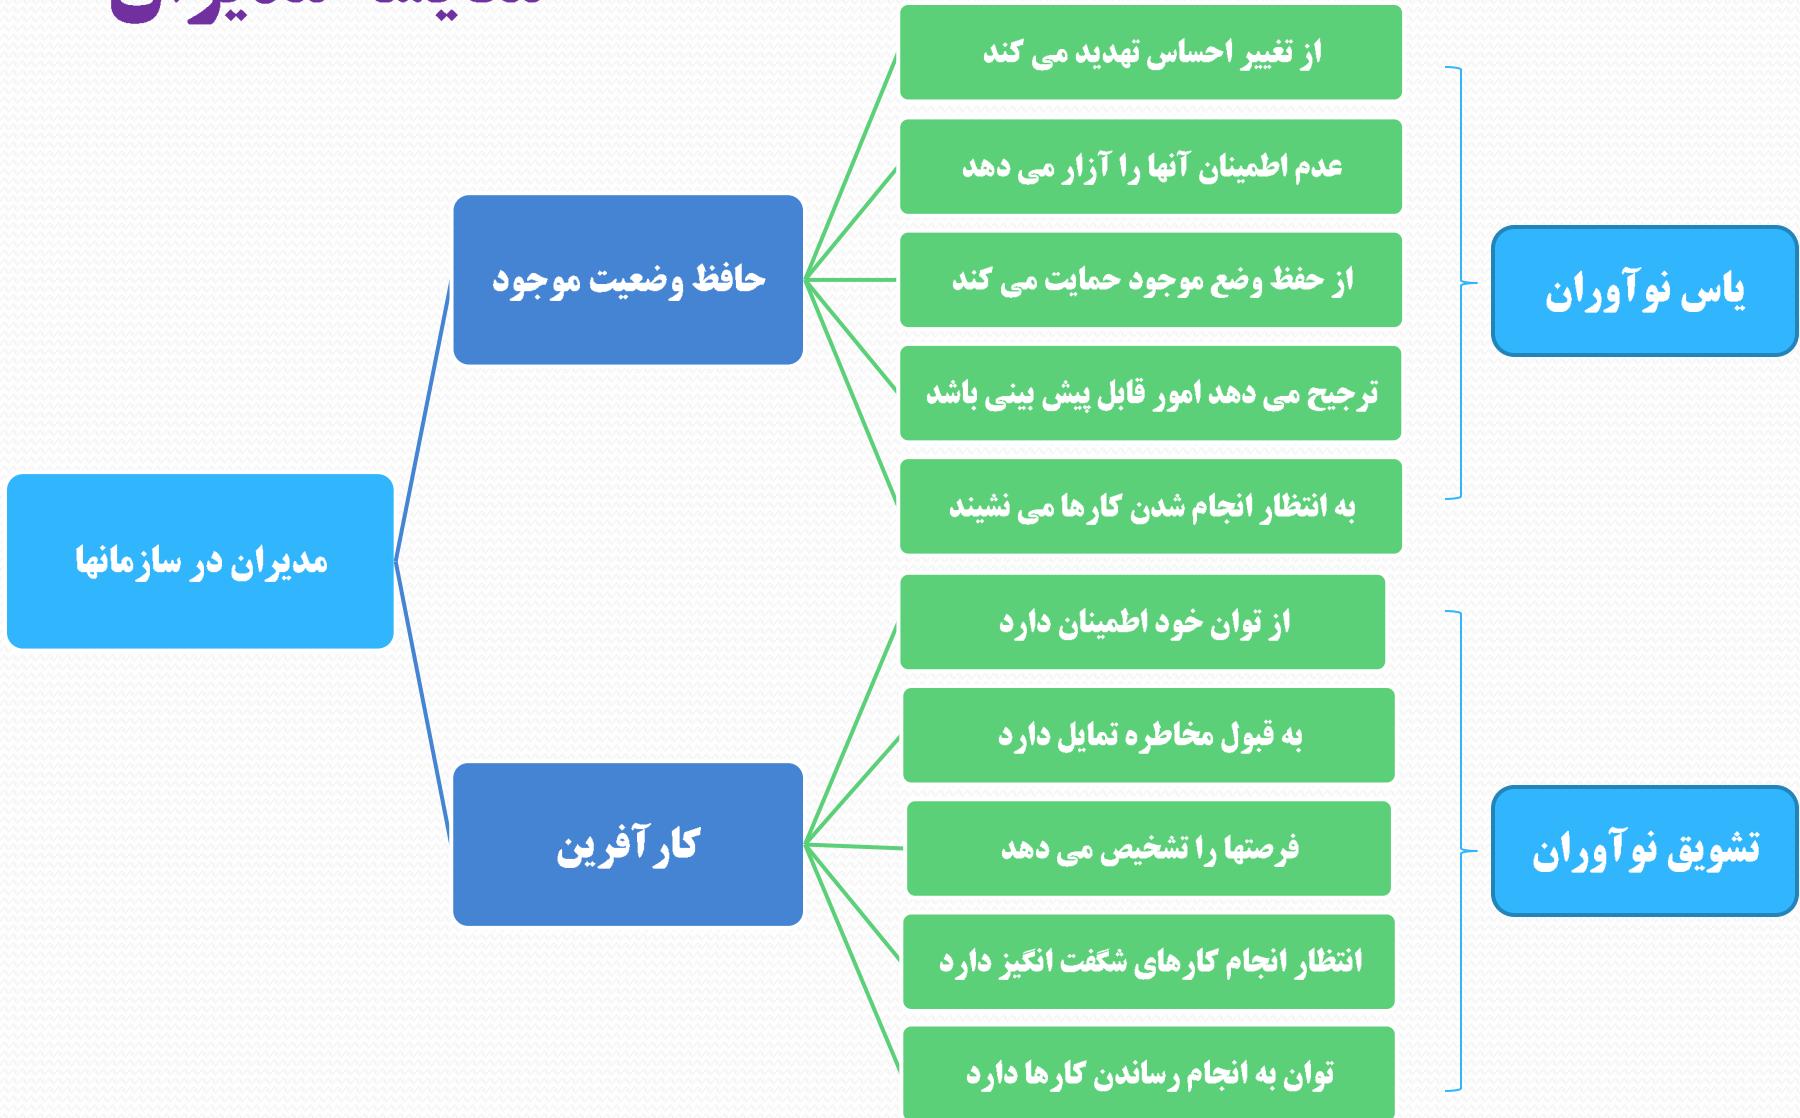 مدیران در سازمانها
حافظ وضعیت موجود
از تغییر احساس تهدید می کند
عدم اطمینان آنها را آزار می دهد
از حفظ وضع موجود حمایت می کند
ترجیح می دهد امور قابل پیش بینی باشد
به انتظار انجام شدن کارها می نشیند
یاس نوآوران
کارآفرین
از توان خود اطمینان دارد
به قبول مخاطره تمایل دارد
فرصتها را تشخیص می دهد
انتظار انجام کارهای شگفت انگیز دارد
توان به انجام رساندن کارها دارد
تشویق نوآوران